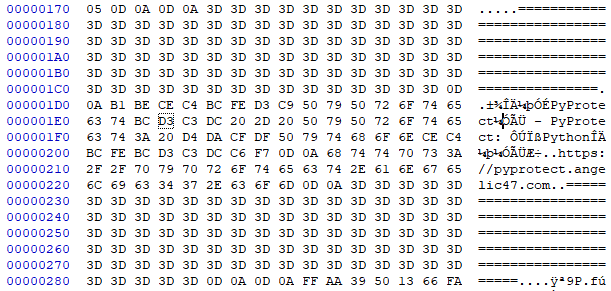 00000170 05 0D 0A 0D 0A 3D 3D 3D 3D 3D 3D 3D 3D 3D 3D 3D .....===========
00000180 3D 3D 3D 3D 3D 3D 3D 3D 3D 3D 3D 3D 3D 3D 3D 3D ================
00000190 3D 3D 3D 3D 3D 3D 3D 3D 3D 3D 3D 3D 3D 3D 3D 3D ================
000001A0 3D 3D 3D 3D 3D 3D 3D 3D 3D 3D 3D 3D 3D 3D 3D 3D ================
000001B0 3D 3D 3D 3D 3D 3D 3D 3D 3D 3D 3D 3D 3D 3D 3D 3D ================
000001C0 3D 3D 3D 3D 3D 3D 3D 3D 3D 3D 3D 3D 3D 3D 3D 0D ===============.
000001D0 0A B1 BE CE C4 BC FE D3 C9 50 79 50 72 6F 74 65 .±¾ÎÄ¼þÓÉPyProte
000001E0 63 74 BC D3 C3 DC 20 2D 20 50 79 50 72 6F 74 65 ct¼ÓÃÜ - PyProte
000001F0 63 74 3A 20 D4 DA CF DF 50 79 74 68 6F 6E CE C4 ct: ÔÚÏßPythonÎÄ
00000200 BC FE BC D3 C3 DC C6 F7 0D 0A 68 74 74 70 73 3A ¼þ¼ÓÃÜÆ÷..https:
00000210 2F 2F 70 79 70 72 6F 74 65 63 74 2E 61 6E 67 65 //pyprotect.ange
00000220 6C 69 63 34 37 2E 63 6F 6D 0D 0A 3D 3D 3D 3D 3D lic47.com..=====
00000230 3D 3D 3D 3D 3D 3D 3D 3D 3D 3D 3D 3D 3D 3D 3D 3D ================
00000240 3D 3D 3D 3D 3D 3D 3D 3D 3D 3D 3D 3D 3D 3D 3D 3D ================
00000250 3D 3D 3D 3D 3D 3D 3D 3D 3D 3D 3D 3D 3D 3D 3D 3D ================
00000260 3D 3D 3D 3D 3D 3D 3D 3D 3D 3D 3D 3D 3D 3D 3D 3D ================
00000270 3D 3D 3D 3D 3D 3D 3D 3D 3D 3D 3D 3D 3D 3D 3D 3D ================
00000280 3D 3D 3D 3D 3D 0D 0A 0D 0A FF AA 39 50 13 66 FA =====....ÿª9P.fú